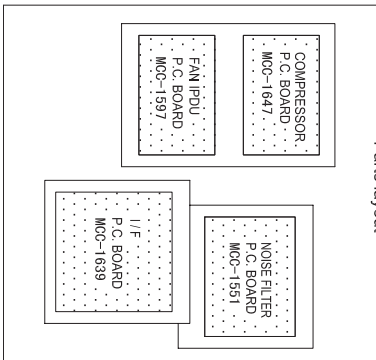 Parts layout
COMPRESSOR
P.C. BOARD
MCC-1647
FAN IPDU
P.C. BOARD
MCC-1597
NOISE FILTER
P.C. BOARD
MCC-1551
I/F
P.C. BOARD
MCC-1639